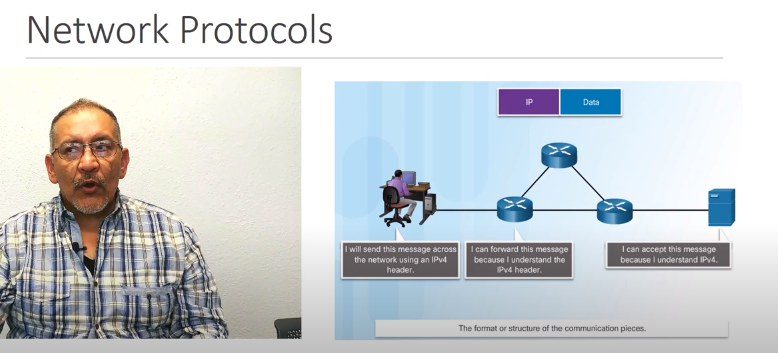 Network Protocols
IP
Data
I will send this message across
the network using an IPv4
header.
I can forward this message
because I understand the
IPv4 header.
I can accept this message
because I understand IPv4.
The format or structure of the communication pieces.